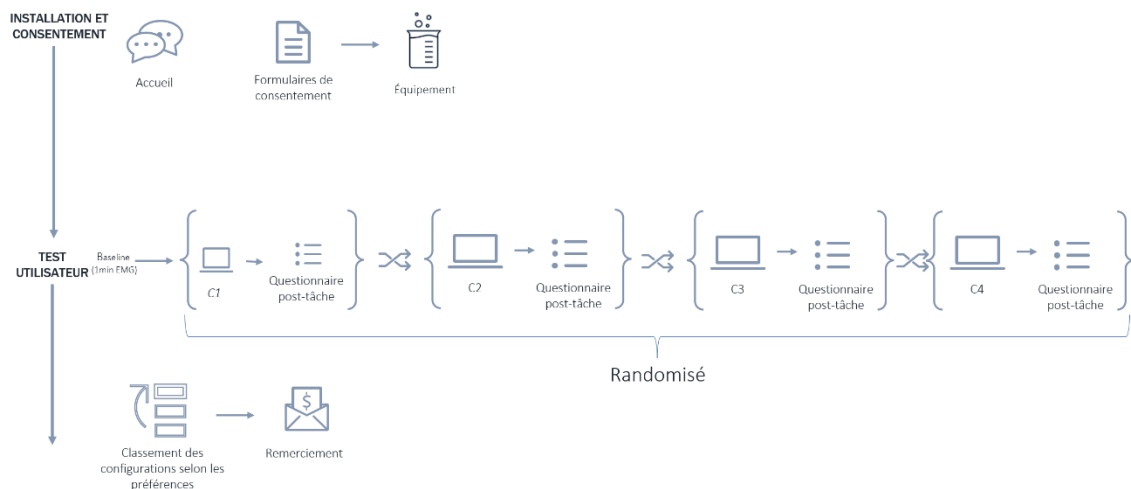 INSTALLATION ET
CONSENTEMENT
Accueil
Formulaires de
consentement
Équipement
TEST
UTILISATEUR
Baseline
(1min EMG)
C1
Questionnaire
post-tâche
C2
Questionnaire
post-tâche
C3
Questionnaire
post-tâche
C4
Questionnaire
post-tâche
Randomisé
$
Classement des
configurations selon les
préférences
Remerciement